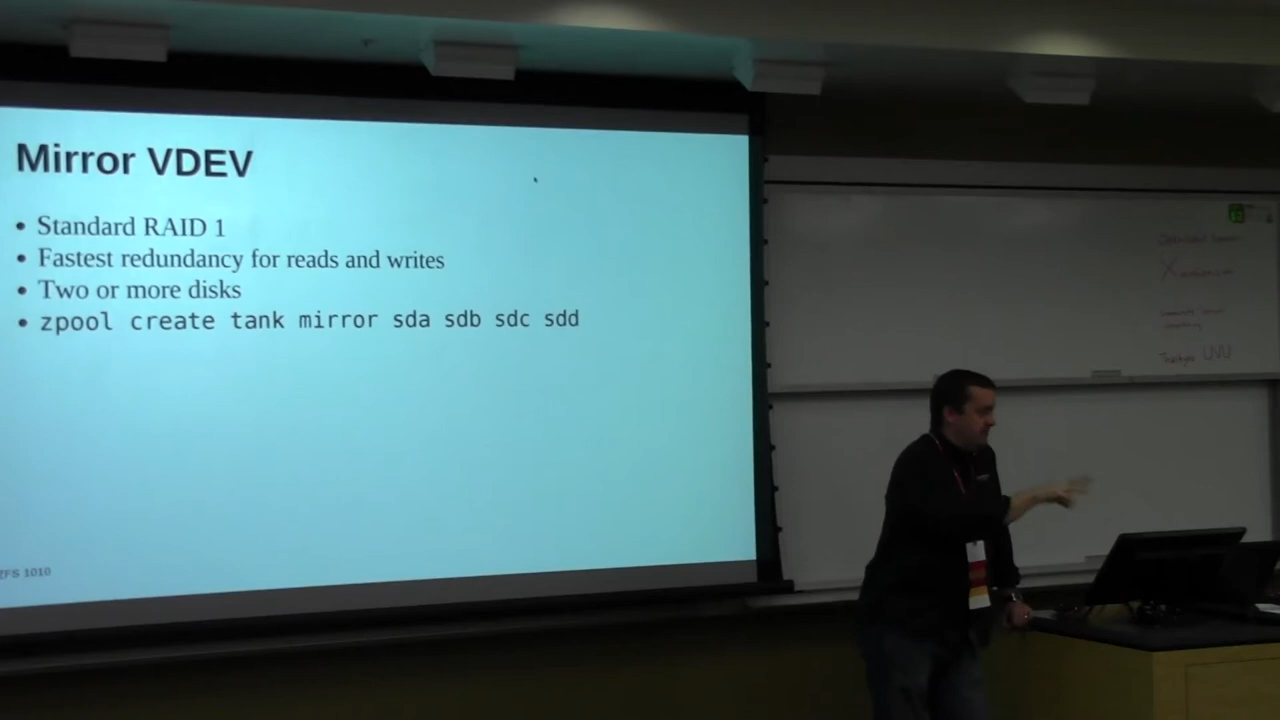 Mirror VDEV
• Standard RAID 1
• Fastest redundancy for reads and writes
• Two or more disks
• zpool create tank mirror sda sdb sdc sdd
ZFS 1010
UVU